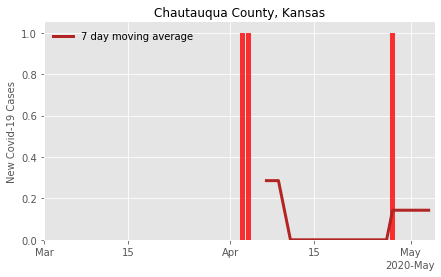 Chautauqua County, Kansas
7 day moving average
New Covid-19 Cases
1.0
0.8
0.6
0.4
0.2
0.0
Mar 15 Apr 15 May
2020-May